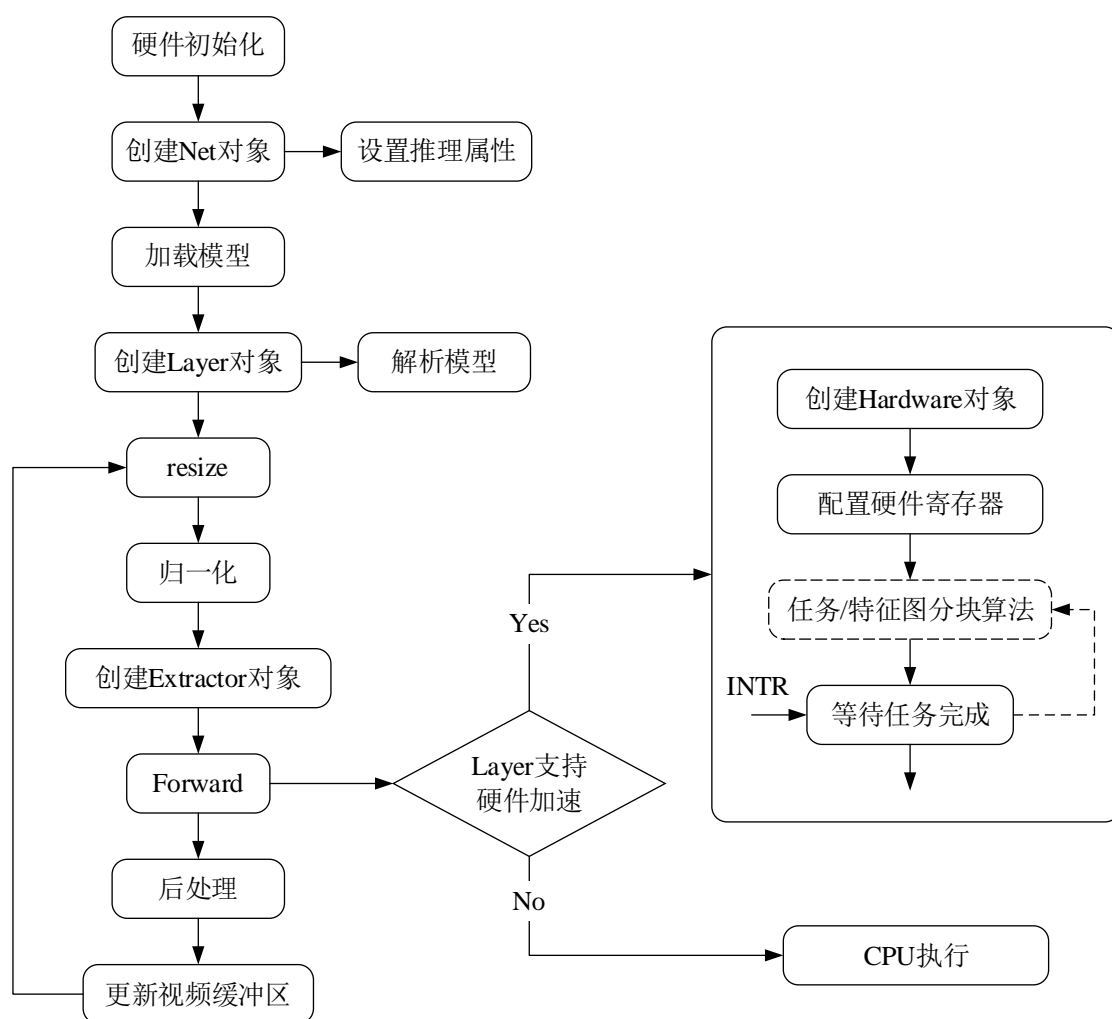 硬件初始化
创建Net对象
设置推理属性
加载模型
创建Layer对象
解析模型
resize
归一化
创建Extractor对象
Forward
后处理
更新视频缓冲区
Layer支持
硬件加速
Yes
No
创建Hardware对象
配置硬件寄存器
任务/特征图分块算法
INTR
等待任务完成
CPU执行